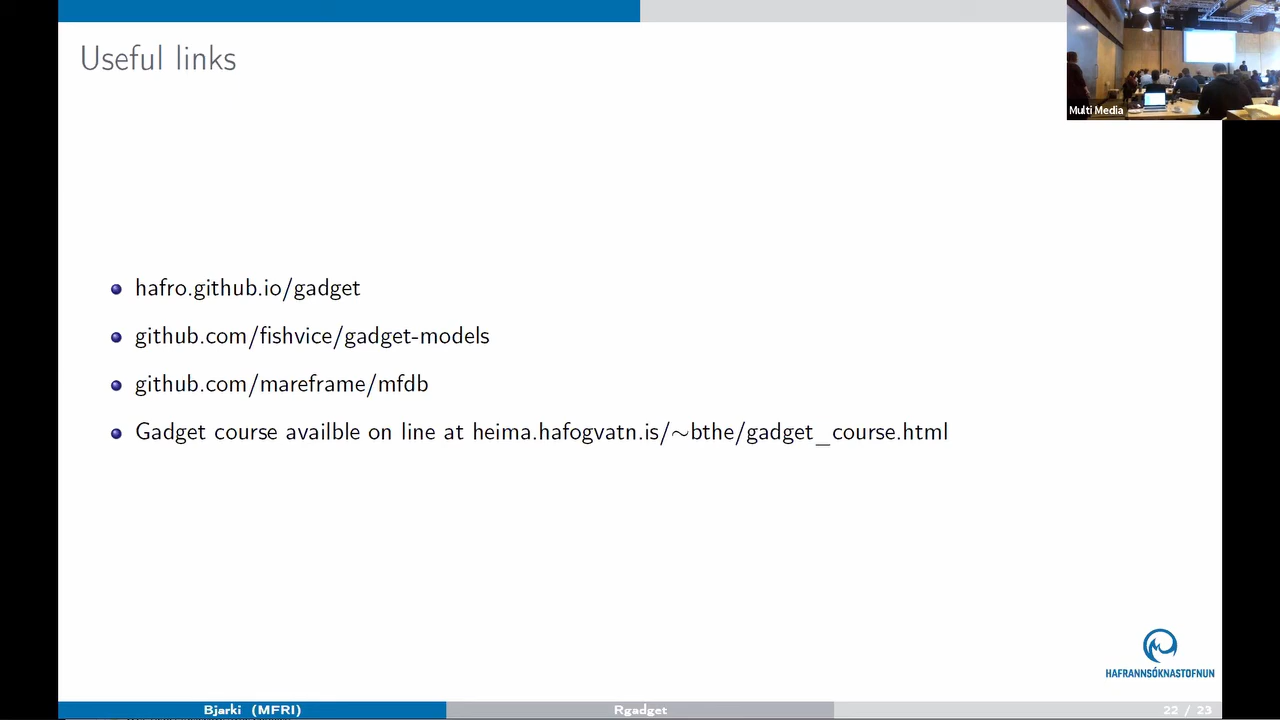 Useful links
Multi Media
hafro.github.io/gadget
github.com/fishvice/gadget-models
github.com/mareframe/mfdb
Gadget course availble on line at heima.hafogvatn.is/~bthe/gadget_course.html
HAFRANNSÓKNASTOFNUN
Bjarki (MFRI)
Rgadget
22 / 23